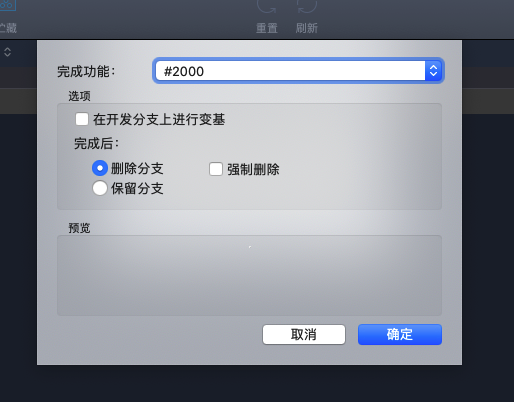 贮藏
重置 刷新
完成功能： #2000
选项
在开发分支上进行变基
完成后：
删除分支 强制删除
保留分支
预览
取消 确定